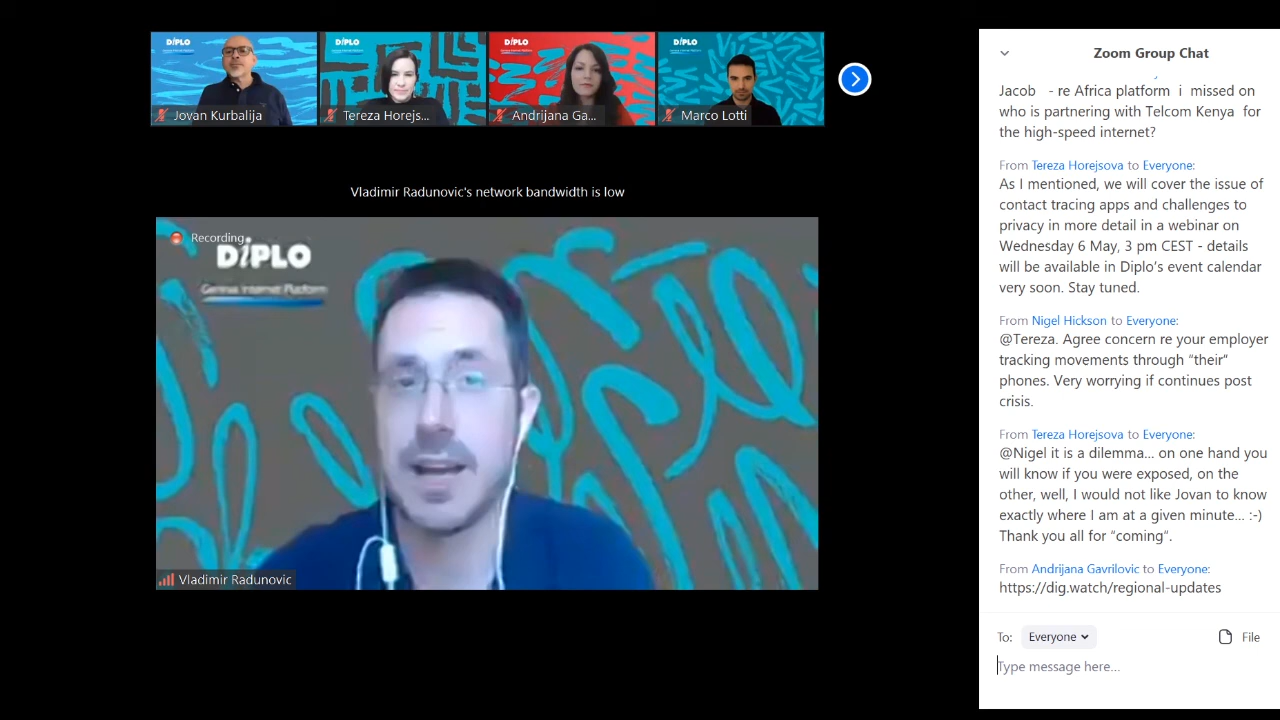 DiPLO
DiPLO
DiPLO
DiPLO
Jovan Kurbalija
Tereza Horejs...
Andrijana Ga...
Marco Lotti
Vladimir Radunovic's network bandwidth is low
Recording
DiPLO
Geneva Internet Platform
Vladimir Radunovic
Zoom Group Chat
Jacob - re Africa platform i missed on
who is partnering with Telcom Kenya for
the high-speed internet?
From Tereza Horejsova to Everyone:
As I mentioned, we will cover the issue of
contact tracing apps and challenges to
privacy in more detail in a webinar on
Wednesday 6 May, 3 pm CEST - details
will be available in Diplo’s event calendar
very soon. Stay tuned.
From Nigel Hickson to Everyone:
@Tereza. Agree concern re your employer
tracking movements through “their”
phones. Very worrying if continues post
crisis.
From Tereza Horejsova to Everyone:
@Nigel it is a dilemma... on one hand you
will know if you were exposed, on the
other, well, I would not like Jovan to know
exactly where I am at a given minute... :-)
Thank you all for “coming“.
From Andrijana Gavrilovic to Everyone:
https://dig.watch/regional-updates
To: Everyone File
Type message here...